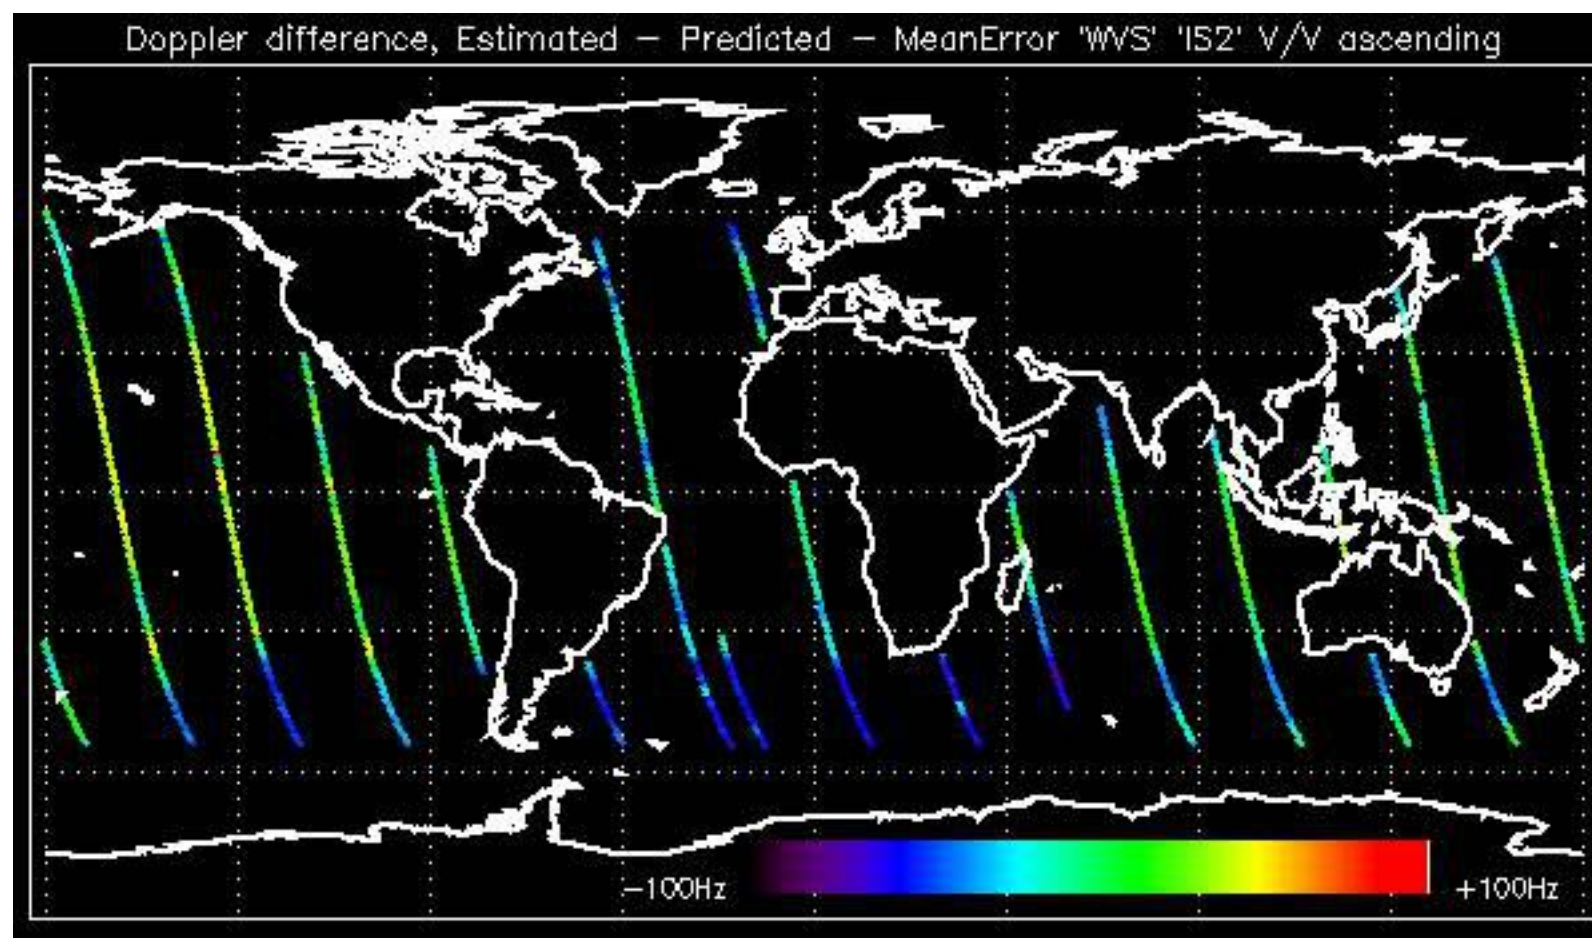 Doppler difference, Estimated — Predicted — MeanError 'WVS' 'IS2' V/V ascending
−100Hz
+100Hz